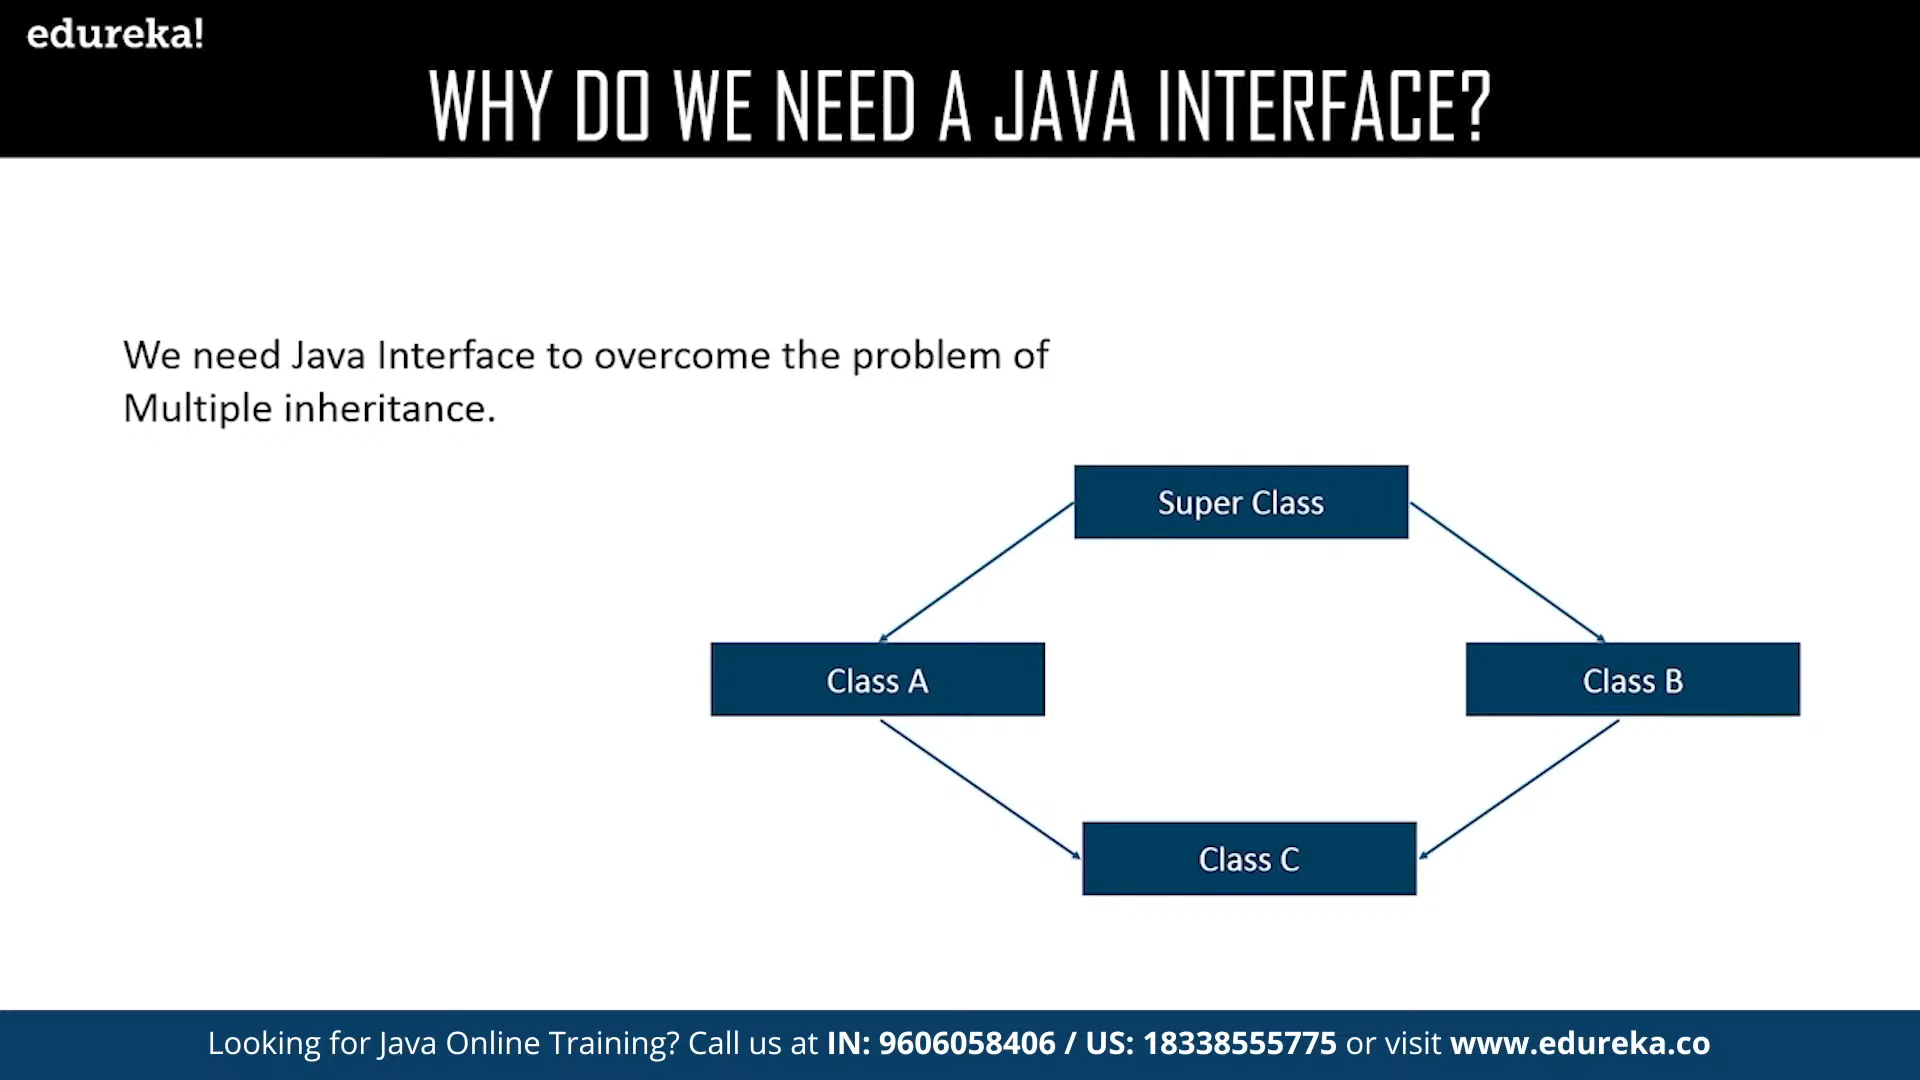 edureka!
WHY DO WE NEED A JAVA INTERFACE?
We need Java Interface to overcome the problem of
Multiple inheritance.
Super Class
Class A
Class B
Class C
Looking for Java Online Training? Call us at IN: 9606058406 / US: 18338555775 or visit www.edureka.co